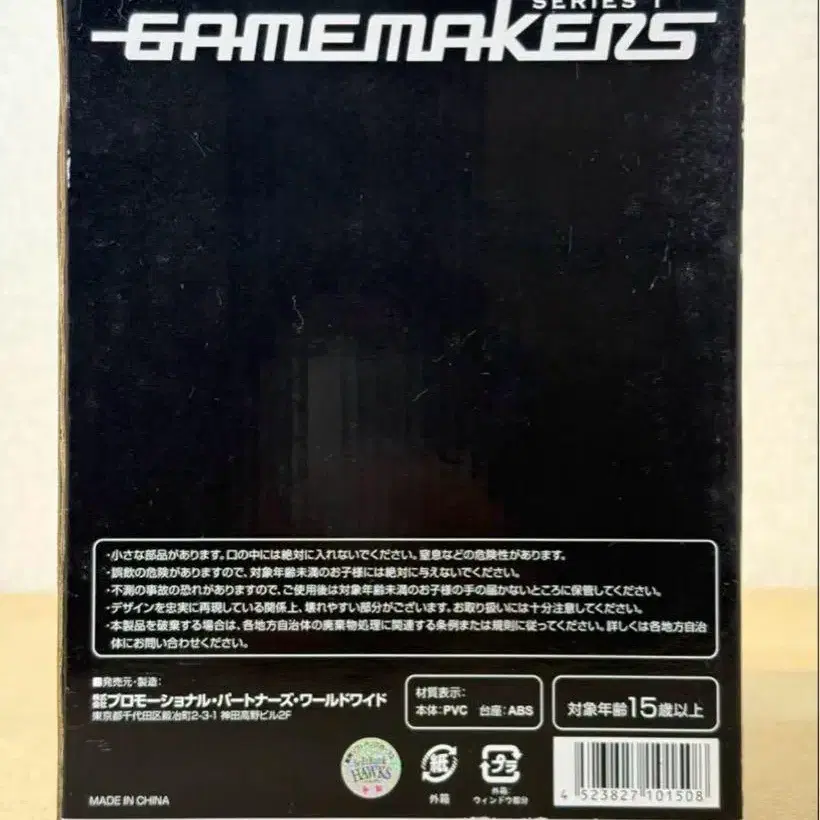 SERIES 1
GAMEMAKERS
・小さな部品があります。口の中には絶対に入れないでください。窒息などの危険性があります。
・誤飲の危険がありますので、対象年齢未満のお子様には絶対に与えないでください。
・不測の事故の恐れがありますので、ご使用後は対象年齢未満のお子様の手の届かないところに保管してください。
・デザインを忠実に再現している関係上、壊れやすい部分がございます。お取り扱いには十分注意してください。
・本製品を破棄する場合は、各地方自治体の廃棄物処理に関連する条例または規則に従ってください。詳しくは各地方自治
体にお問い合わせください。
■発売元・製造:
株式会社プロモーショナル・パートナーズ・ワールドワイド
東京都千代田区鍛冶町2-3-1 神田高野ビル2F
材質表示:
本体:PVC 台座:ABS
対象年齢15歳以上
SoftBank
HAWKS
紙
外箱
プラ
外箱:
ウィンドウ部分
MADE IN CHINA
4 523827 101508